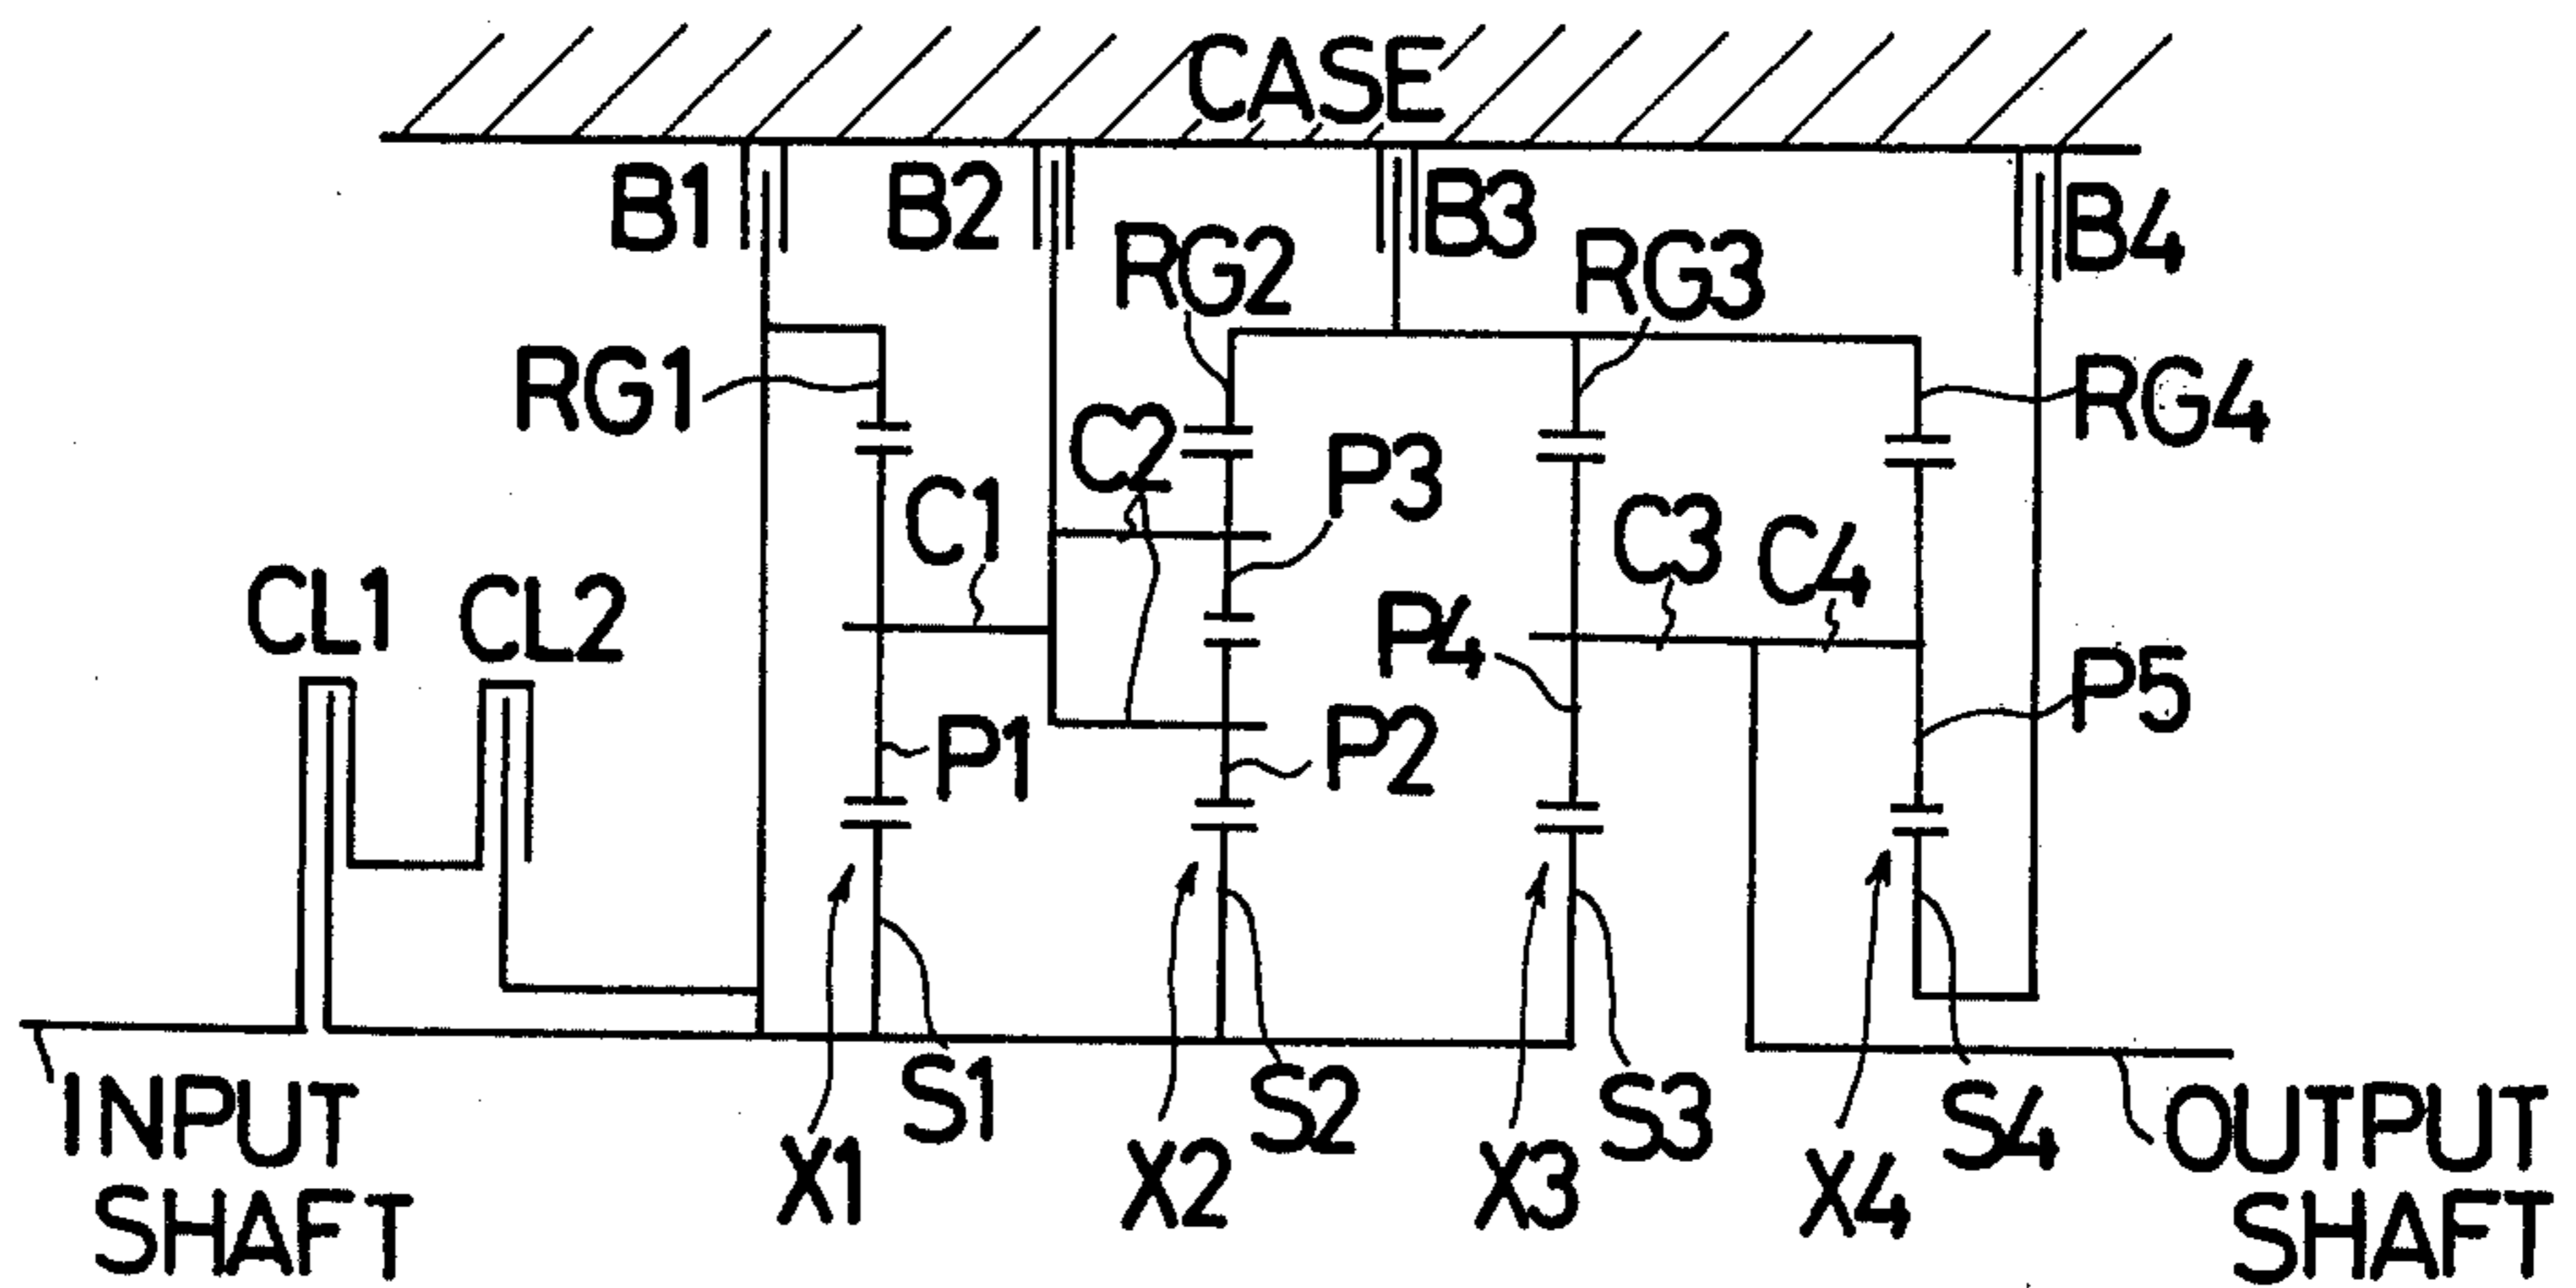 CASE
B1
B2
B3
B4
RG2
RG3
RG1
RG4
C2
P3
C1
C3
C4
CL1
CL2
P4
P5
P1
P2
INPUT
SHAFT
X1
S1
X2
S2
X3
S3
X4
S4
OUTPUT
SHAFT